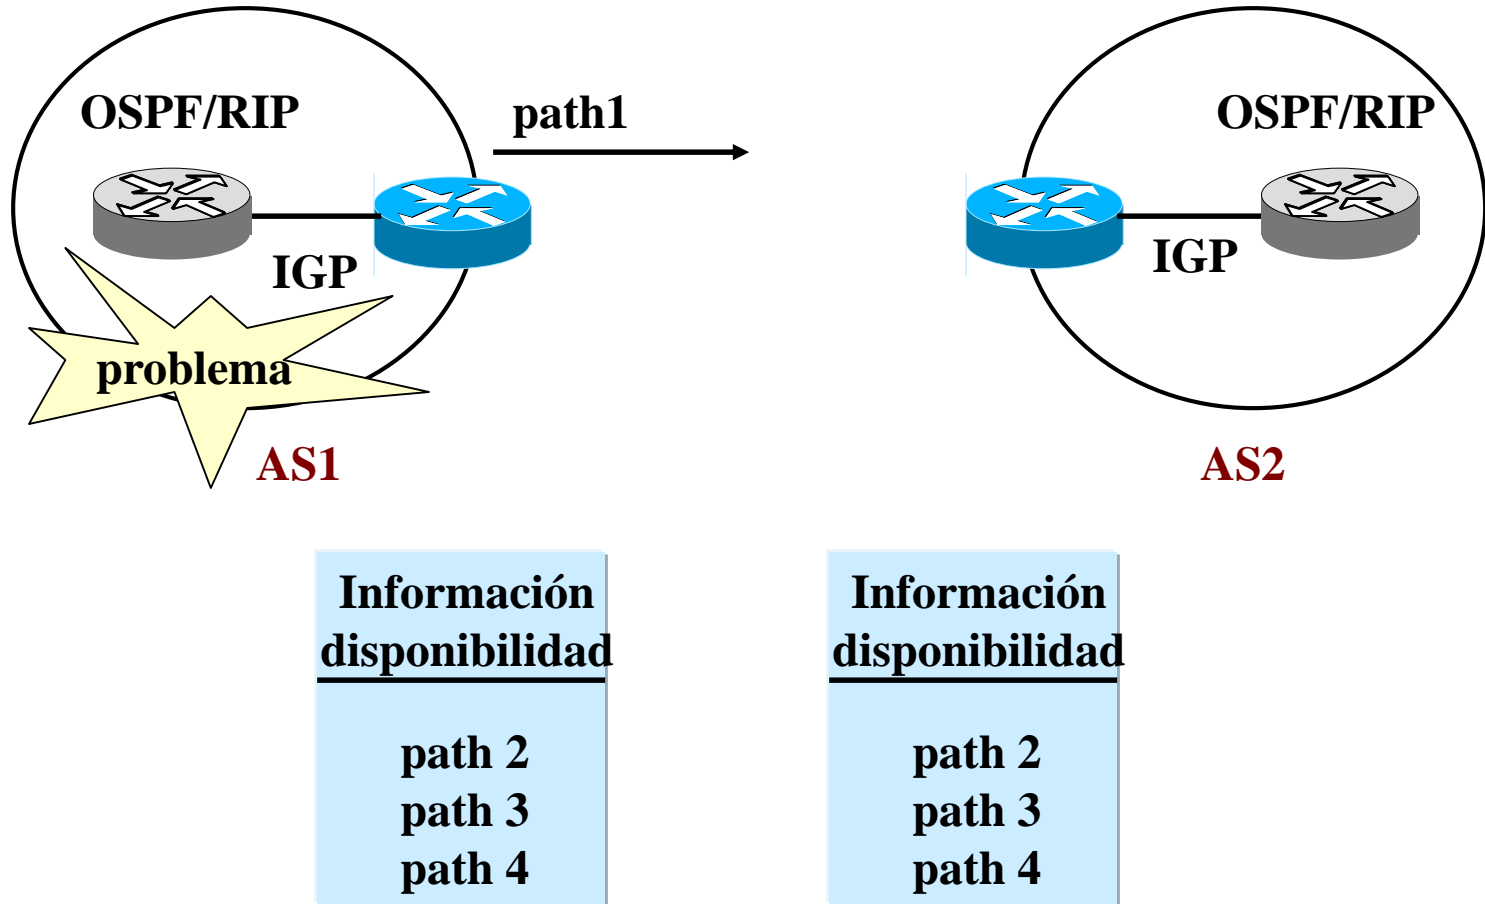 OSPF/RIP
path1
OSPF/RIP
IGP
IGP
problema
AS1
AS2
Información
disponibilidad
path 2
path 3
path 4
Información
disponibilidad
path 2
path 3
path 4